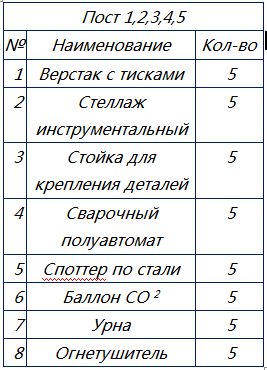 Пост 1,2,3,4,5
№ Наименование Кол-во
1 Верстак с тисками 5
2 Стеллаж 5
инструментальный
3 Стойка для 5
крепления деталей
4 Сварочный 5
полуавтомат
5 Споттер по стали 5
6 Баллон СО ² 5
7 Урна 5
8 Огнетушитель 5